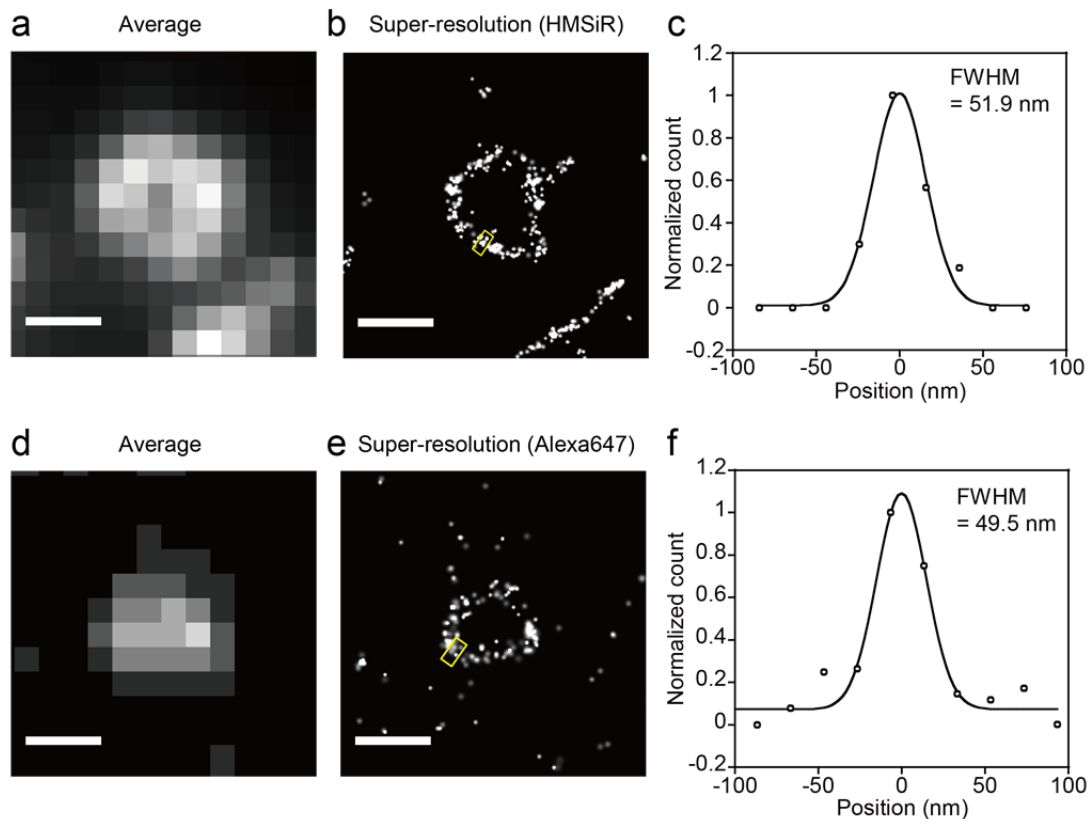 a
Average
b
Super-resolution (HMSiR)
c
1.2
1
0.8
0.6
0.4
0.2
0
-0.2
Normalized count
FWHM
= 51.9 nm
-100
-50
0
50
100
Position (nm)
d
Average
e
Super-resolution (Alexa647)
f
1.2
1
0.8
0.6
0.4
0.2
0
-0.2
Normalized count
FWHM
= 49.5 nm
-100
-50
0
50
100
Position (nm)